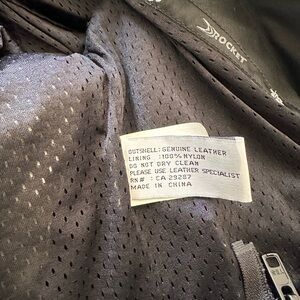 ROCKET
OUTSHELL: GENUINE LEATHER
LINING : 100% NYLON
DO NOT DRY CLEAN
PLEASE USE LEATHER SPECIALIST
RN# : CA 29287
MADE IN CHINA